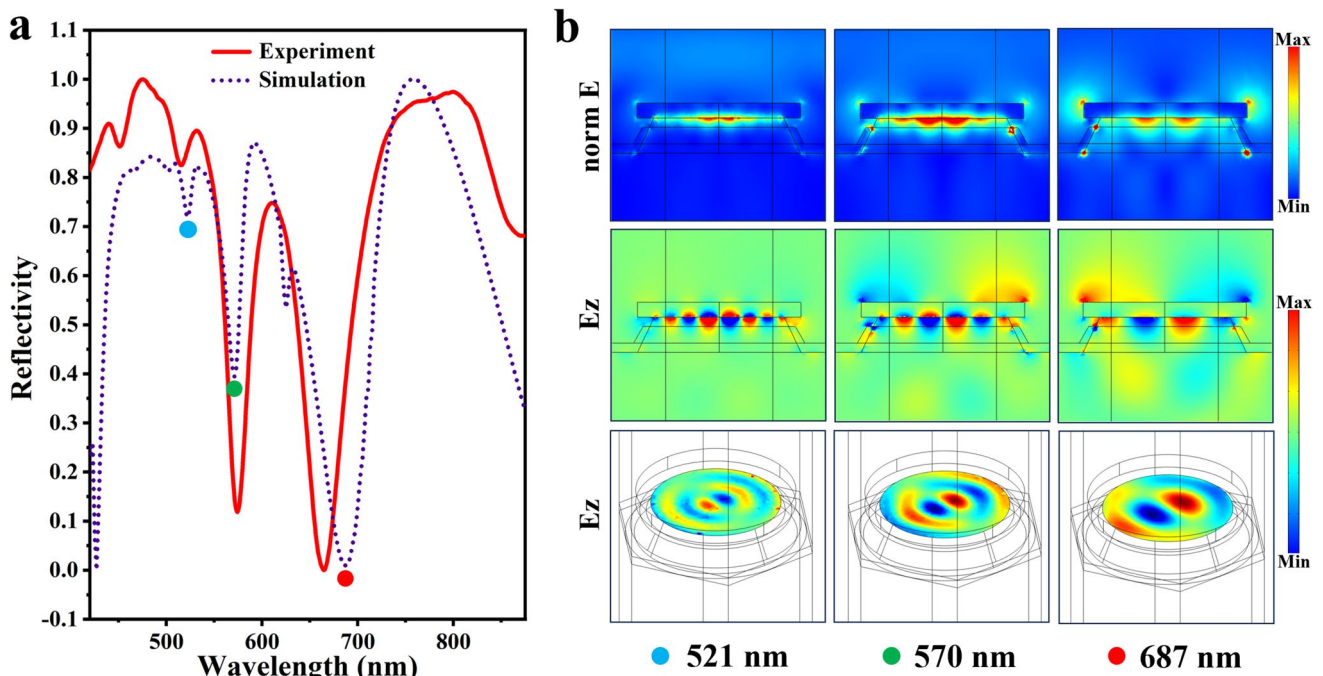 a
1.1
1.0
0.9
0.8
0.7
0.6
0.5
0.4
0.3
0.2
0.1
0.0
-0.1
Reflectivity
Experiment
Simulation
500
600
700
800
Wavelength (nm)
b
norm E
Ez
Ez
Max
Min
Max
Min
521 nm
570 nm
687 nm